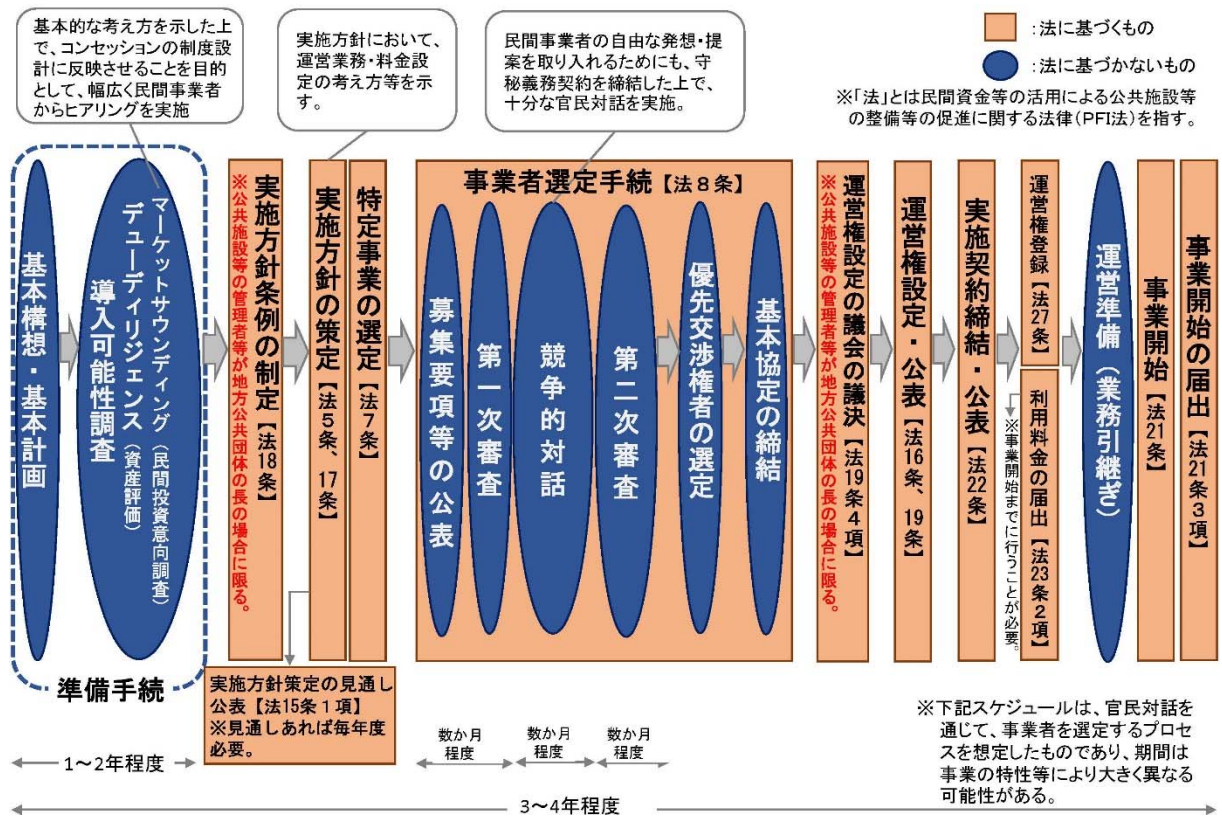 基本的な考え方を示した上
で、コンセッションの制度設
計に反映させることを目的
として、幅広く民間事業者
からヒアリングを実施
実施方針において、
運営業務・料金設
定の考え方等を示
す。
民間事業者の自由な発想・提
案を取り入れるためにも、守
秘義務契約を締結した上で、
十分な官民対話を実施。
：法に基づくもの
：法に基づかないもの
※「法」とは民間資金等の活用による公共施設等
の整備等の促進に関する法律（PFI法）を指す。
基本構想・基本計画
マーケットサウンディング（民間投資意向調査）
デューディリジェンス（資産評価）
導入可能性調査
準備手続
実施方針条例の制定【法18条】
※公共施設等の管理者等が地方公共団体の長の場合に限る。
実施方針の策定【法5条、17条】
特定事業の選定【法7条】
実施方針策定の見通し
公表【法15条１項】
※見通しあれば毎年度
必要。
事業者選定手続【法８条】
募集要項等の公表
第一次審査
競争的対話
第二次審査
優先交渉権者の選定
基本協定の締結
運営権設定の議会の議決【法19条４項】
※公共施設等の管理者等が地方公共団体の長の場合に限る。
運営権設定・公表【法16条、19条】
実施契約締結・公表【法22条】
運営権登録【法27条】
利用料金の届出【法23条２項】
※事業開始までに行うことが必要。
運営準備（業務引継ぎ）
事業開始【法21条】
事業開始の届出【法21条３項】
数か月
程度
数か月
程度
数か月
程度
1～2年程度
3～4年程度
※下記スケジュールは、官民対話を
通じて、事業者を選定するプロセ
スを想定したものであり、期間は
事業の特性等により大きく異なる
可能性がある。